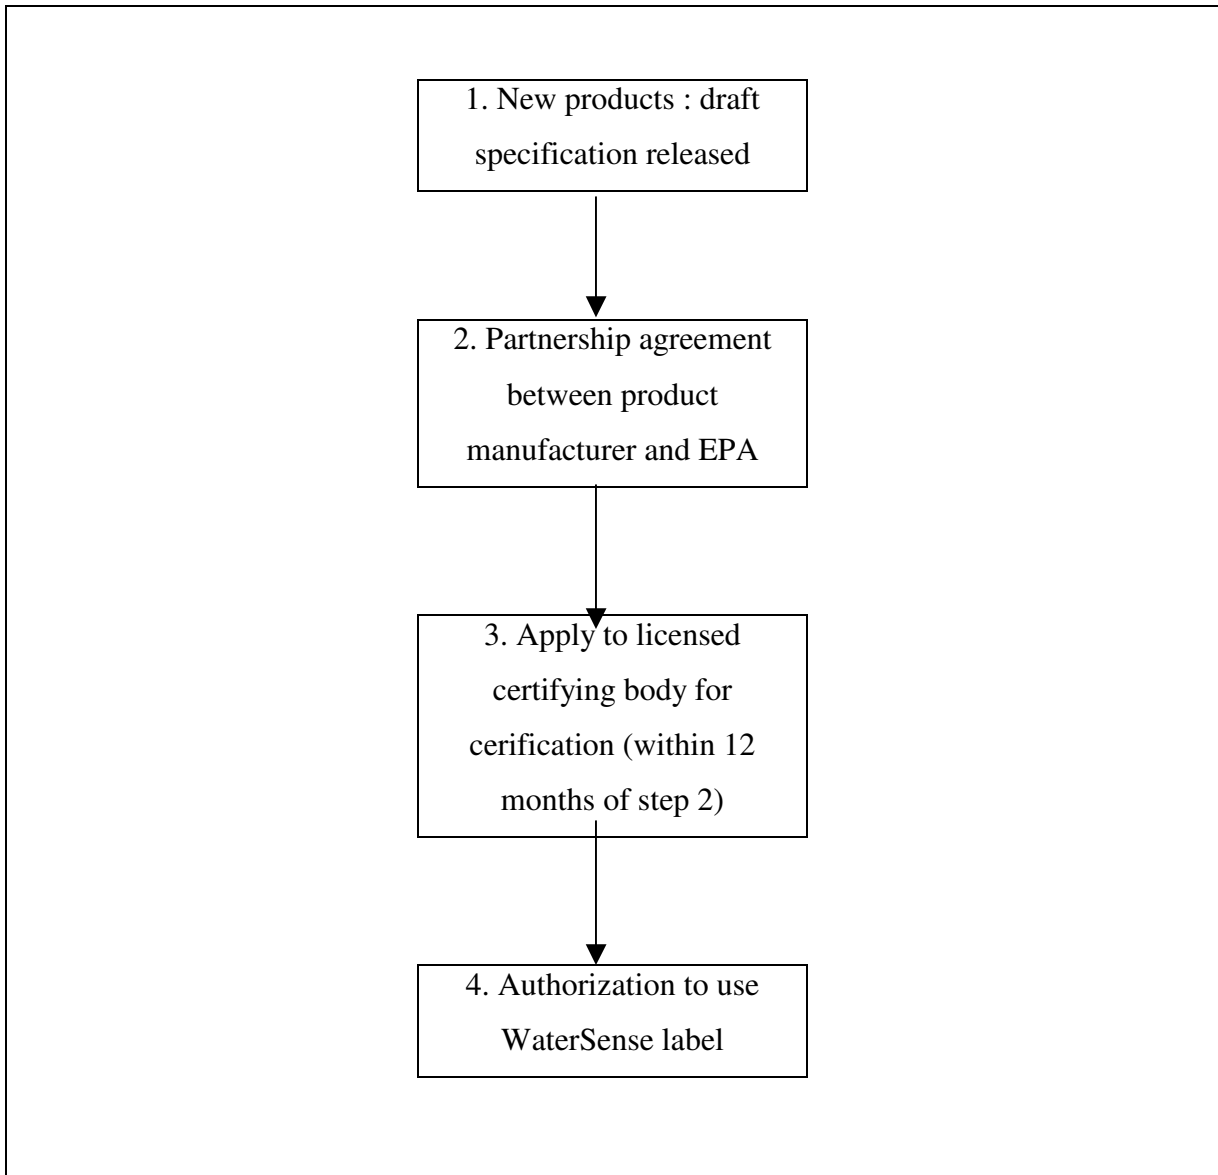 1. New products : draft
specification released
2. Partnership agreement
between product
manufacturer and EPA
3. Apply to licensed
certifying body for
cerification (within 12
months of step 2)
4. Authorization to use
WaterSense label